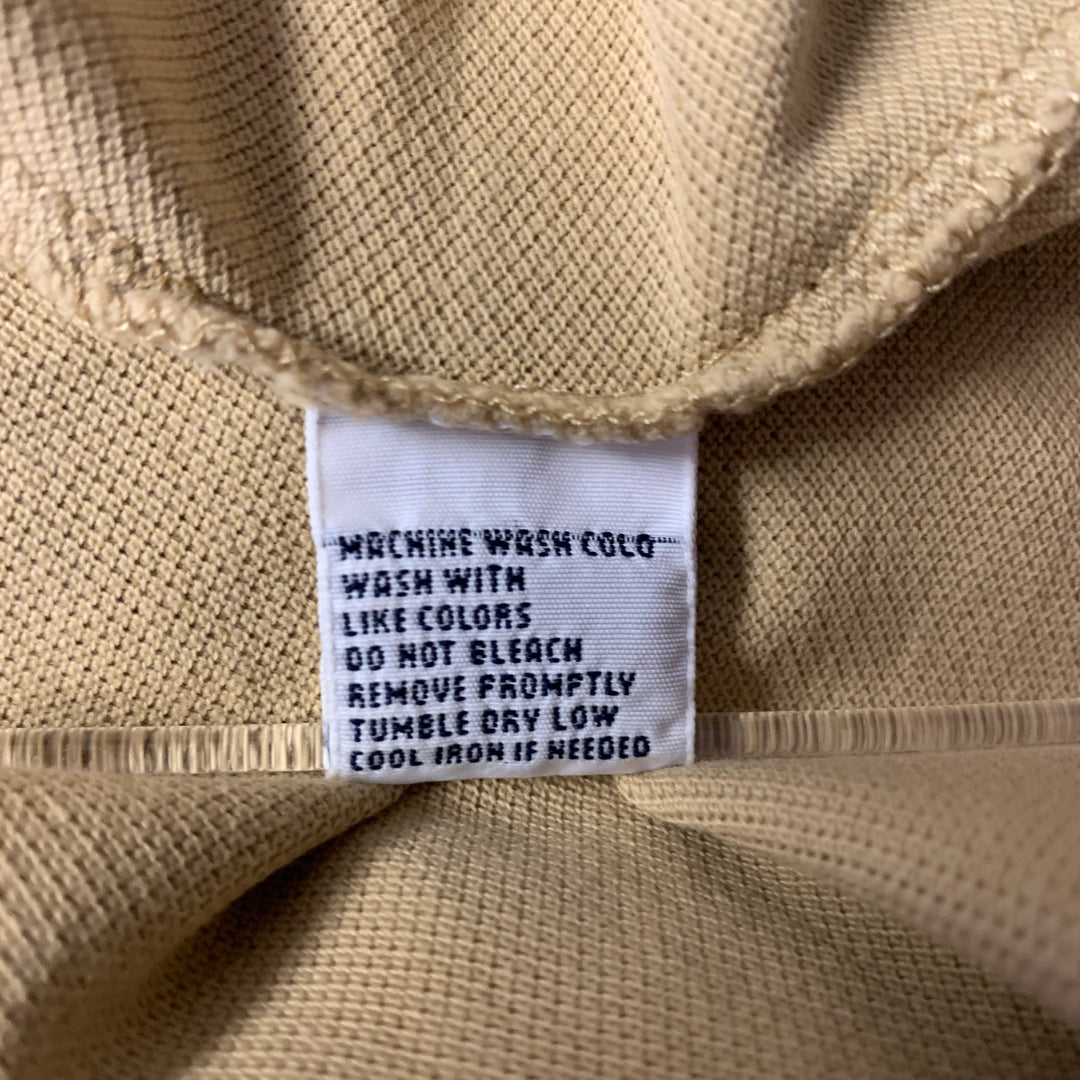 MACHINE WASH COLD
WASH WITH
LIKE COLORS
DO NOT BLEACH
REMOVE PROMPTLY
TUMBLE DRY LOW
COOL IRON IF NEEDED